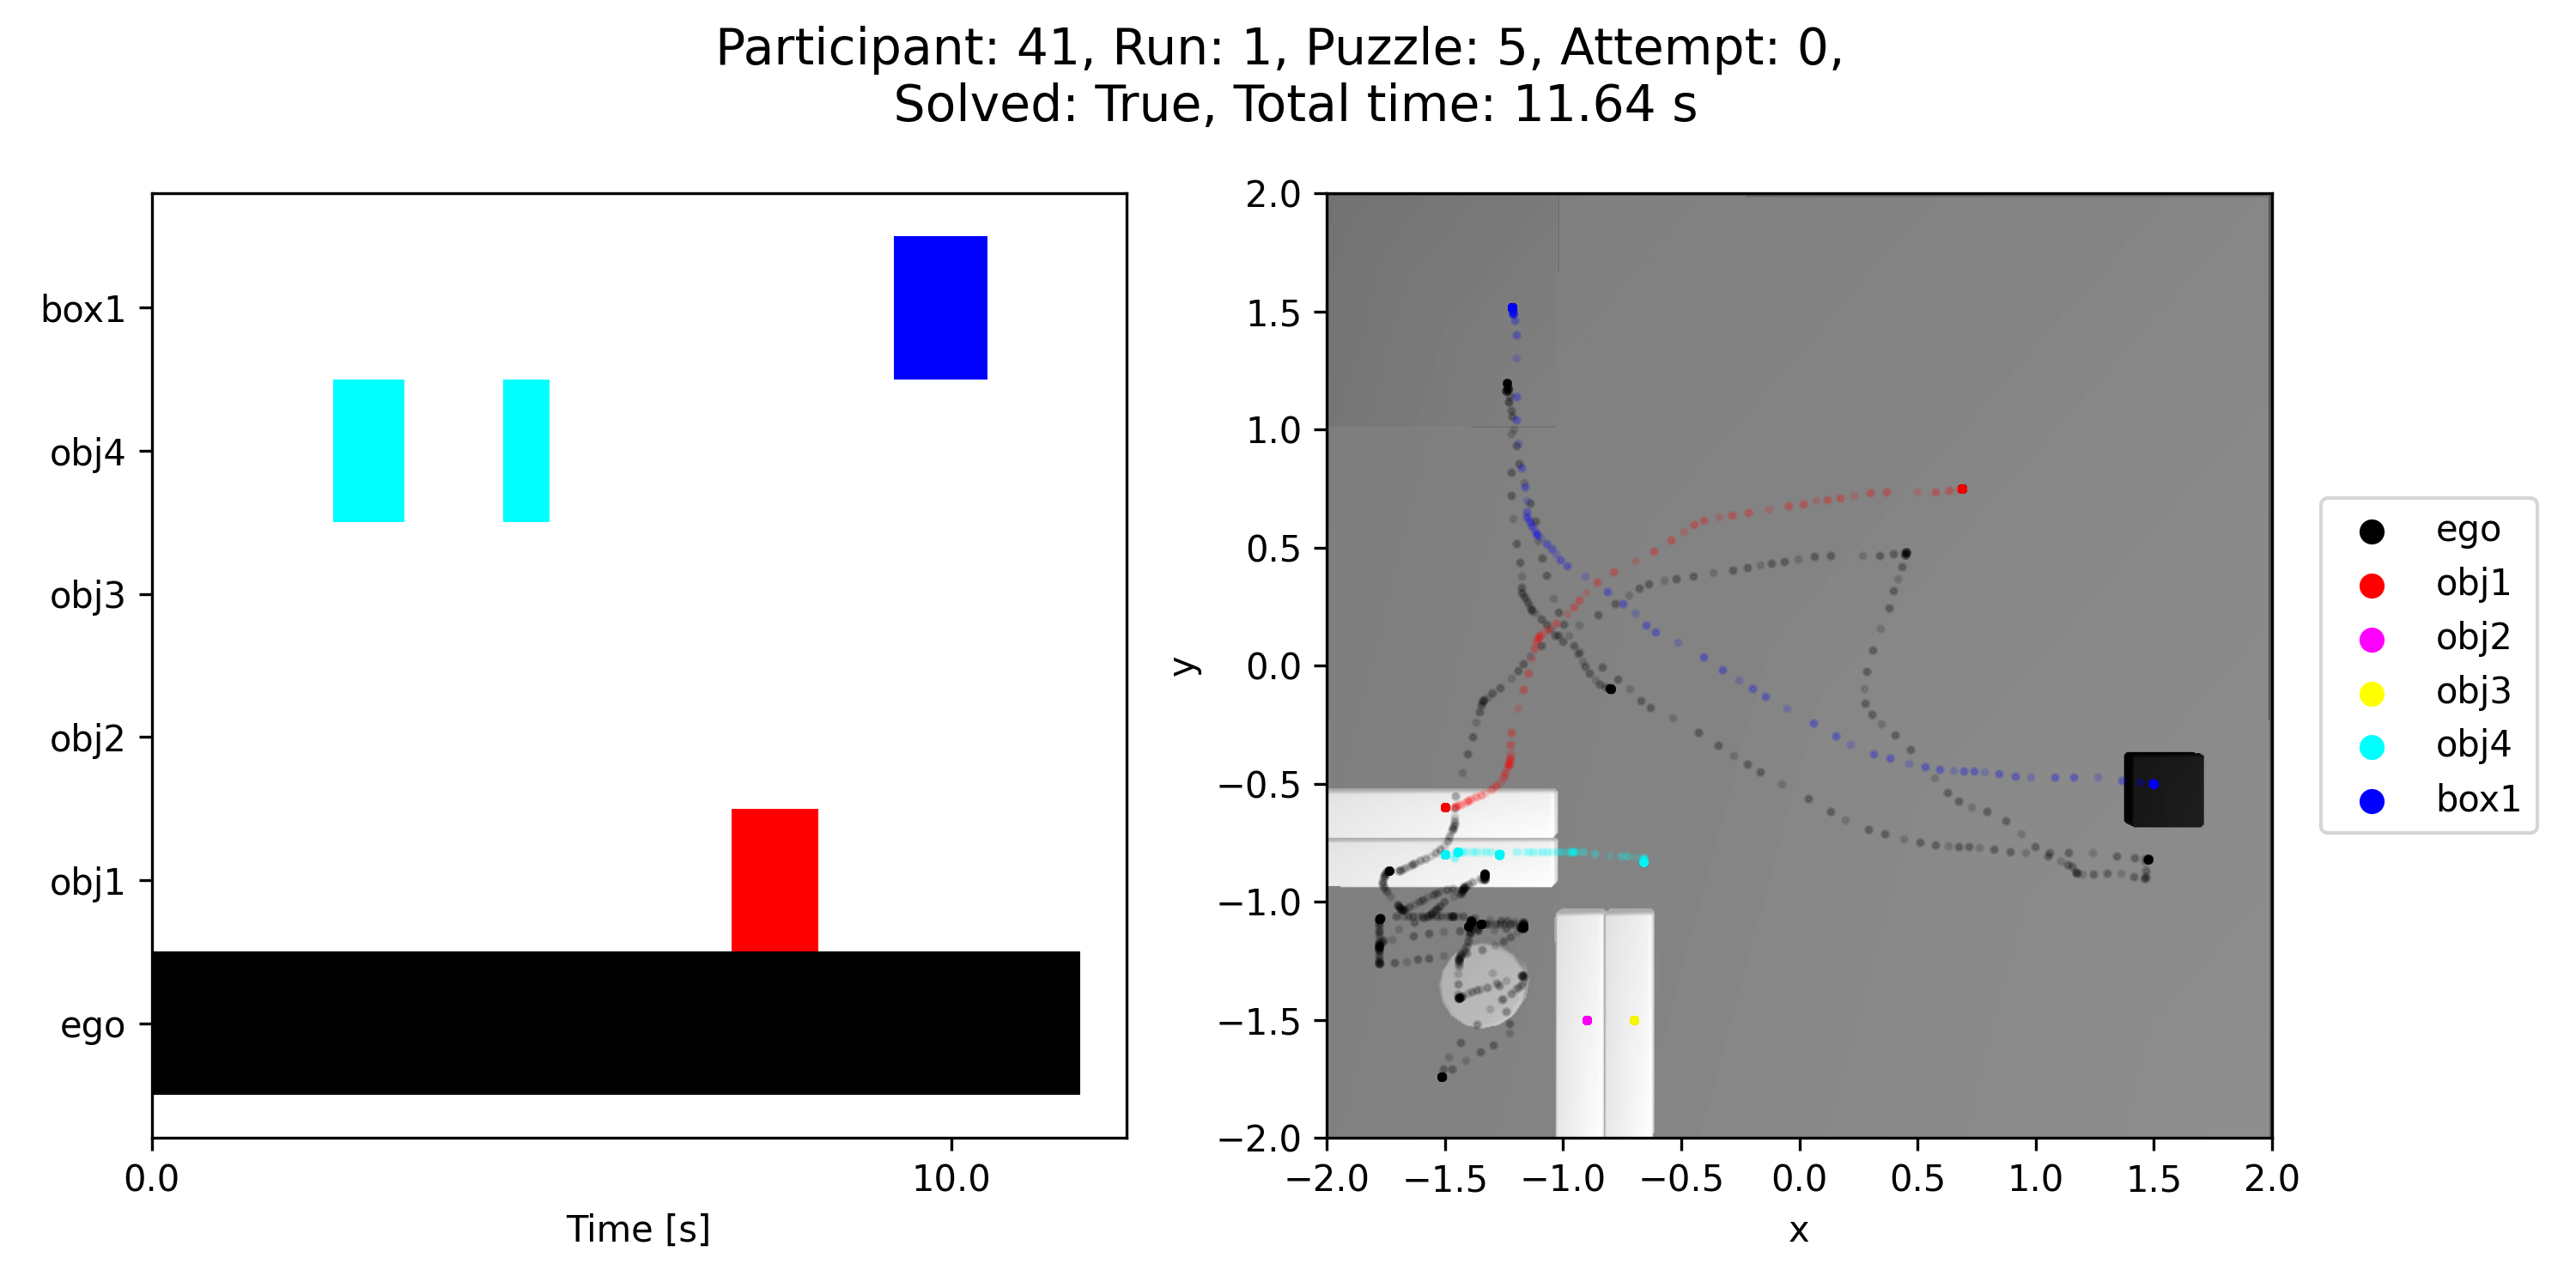 Participant: 41, Run: 1, Puzzle: 5, Attempt: 0,
Solved: True, Total time: 11.64 s
box1
obj4
obj3
obj2
obj1
ego
0.0 10.0
Time [s]
2.0
1.5
1.0
0.5
0.0
−0.5
−1.0
−1.5
−2.0
y
−2.0 −1.5 −1.0 −0.5 0.0 0.5 1.0 1.5 2.0
x
ego
obj1
obj2
obj3
obj4
box1